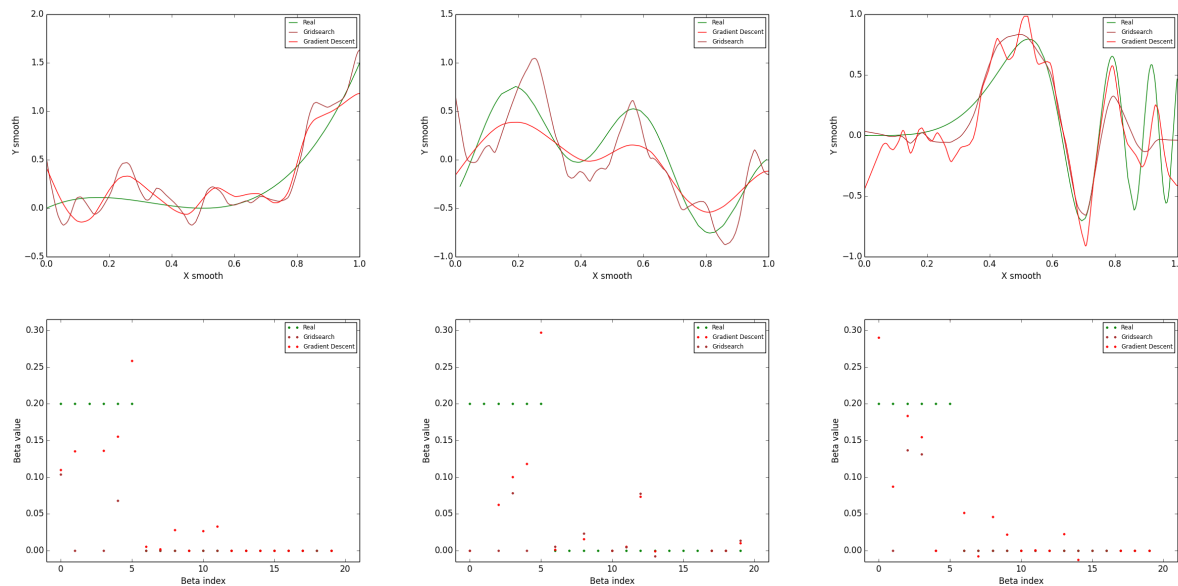 2.0
1.5
1.0
0.5
0.0
−0.5
0.0 0.2 0.4 0.6 0.8 1.0
X smooth
Y smooth
Real
Gridsearch
Gradient Descent
1.5
1.0
0.5
0.0
−0.5
−1.0
0.0 0.2 0.4 0.6 0.8 1.0
X smooth
Y smooth
Real
Gradient Descent
Gridsearch
1.0
0.5
0.0
−0.5
−1.0
0.0 0.2 0.4 0.6 0.8 1.0
X smooth
Y smooth
Real
Gridsearch
Gradient Descent
0.30
0.25
0.20
0.15
0.10
0.05
0.00
0 5 10 15 20
Beta index
Beta value
Real
Gridsearch
Gradient Descent
0.30
0.25
0.20
0.15
0.10
0.05
0.00
0 5 10 15 20
Beta index
Beta value
Real
Gradient Descent
Gridsearch
0.30
0.25
0.20
0.15
0.10
0.05
0.00
0 5 10 15 20
Beta index
Beta value
Real
Gridsearch
Gradient Descent